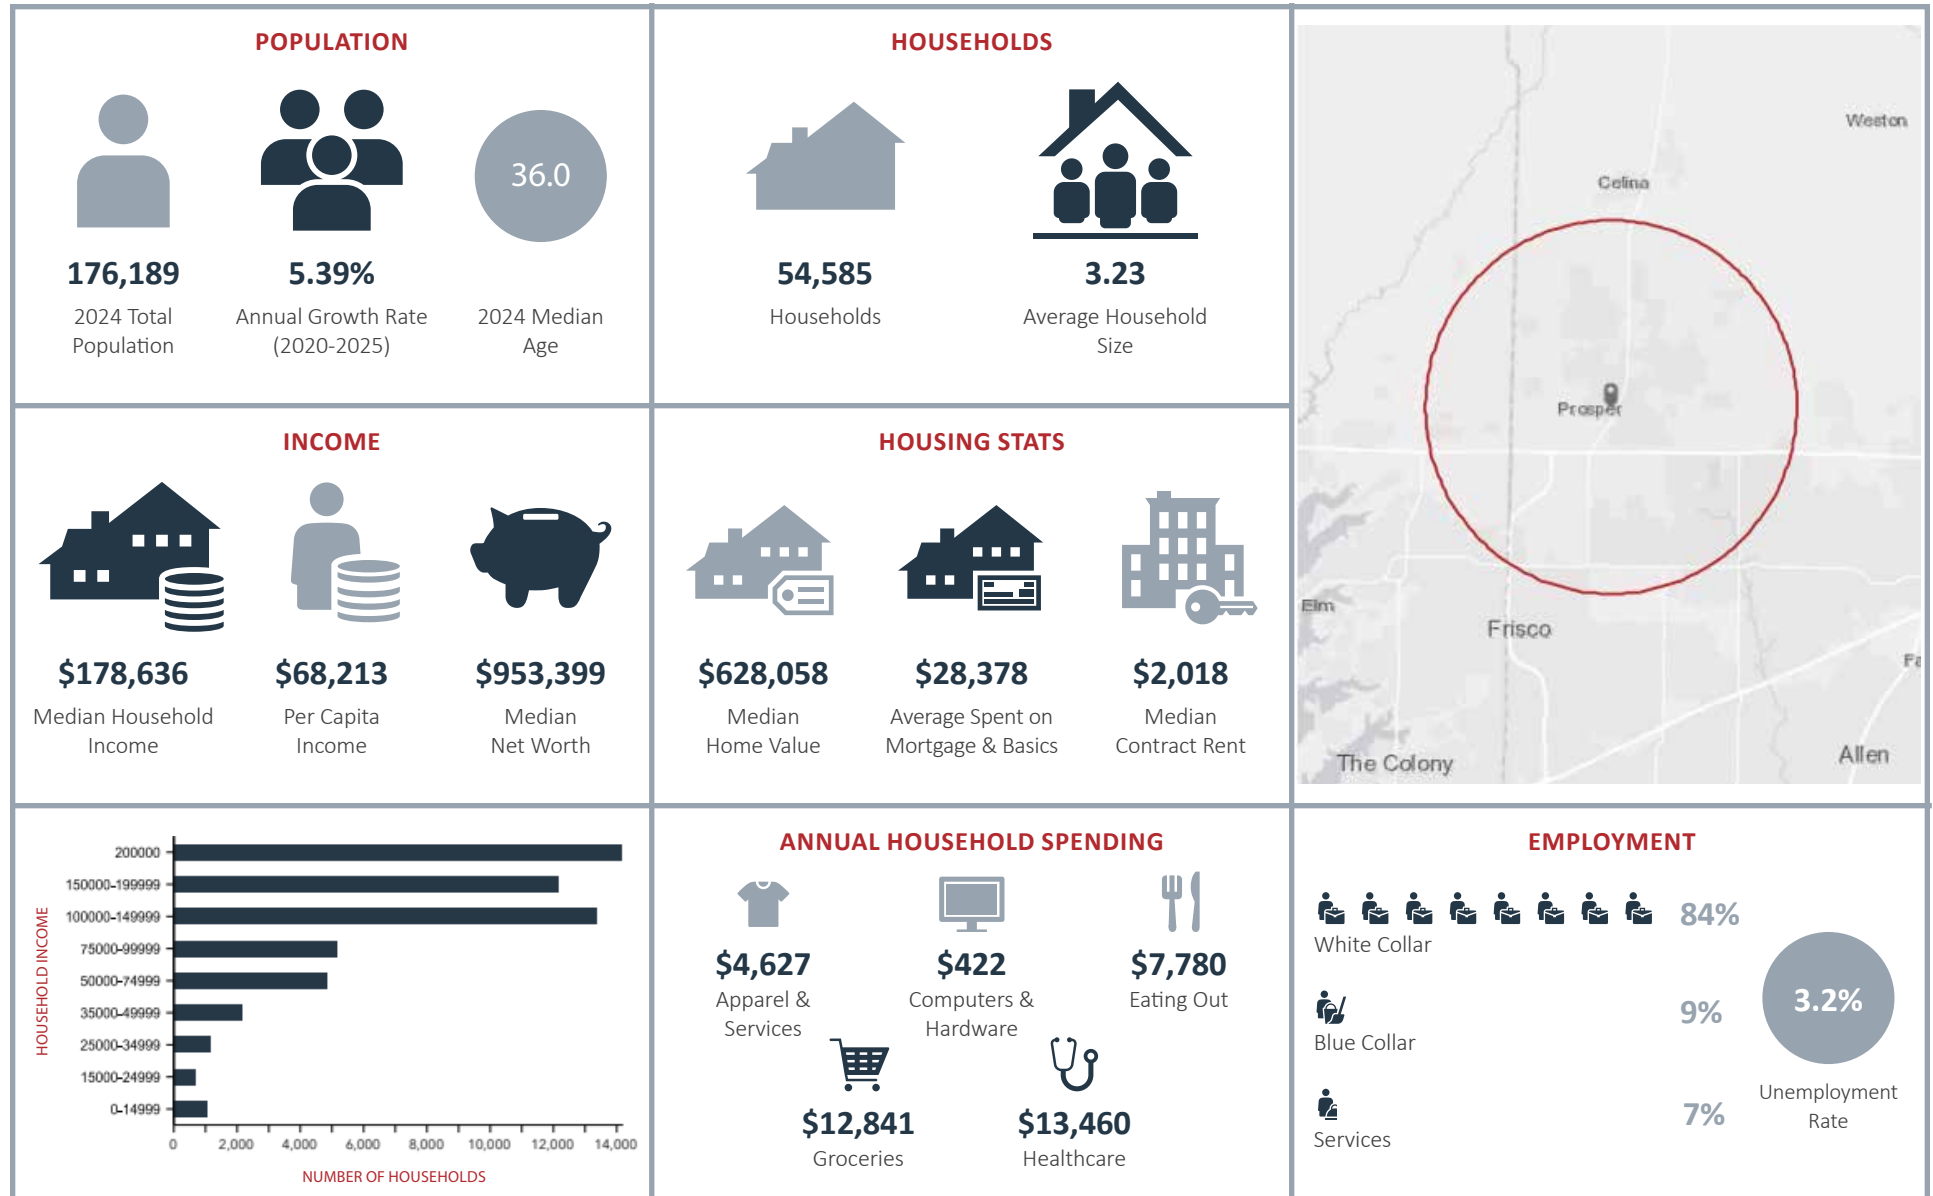 POPULATION
36.0
176,189
2024 Total
Population
5.39%
Annual Growth Rate
(2020-2025)
2024 Median
Age
HOUSEHOLDS
54,585
Households
3.23
Average Household
Size
Weston
Celina
Prosper
Elm
Frisco
Fa
The Colony
Allen
INCOME
$178,636
Median Household
Income
$68,213
Per Capita
Income
$953,399
Median
Net Worth
HOUSING STATS
$628,058
Median
Home Value
$28,378
Average Spent on
Mortgage & Basics
$2,018
Median
Contract Rent
HOUSEHOLD INCOME
200000
150000-199999
100000-149999
75000-99999
50000-74999
35000-49999
25000-34999
15000-24999
0-14999
0 2,000 4,000 6,000 8,000 10,000 12,000 14,000
NUMBER OF HOUSEHOLDS
ANNUAL HOUSEHOLD SPENDING
$4,627
Apparel &
Services
$422
Computers &
Hardware
$7,780
Eating Out
$12,841
Groceries
$13,460
Healthcare
EMPLOYMENT
84%
White Collar
9%
Blue Collar
7%
Services
3.2%
Unemployment
Rate